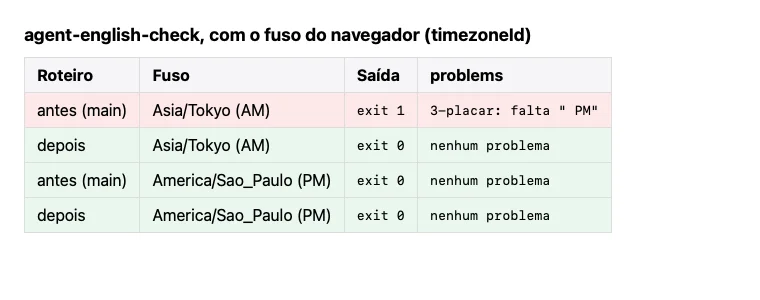 agent-english-check, com o fuso do navegador (timezoneId)
Roteiro Fuso Saída problems
antes (main) Asia/Tokyo (AM) exit 1 3-placar: falta " PM"
depois Asia/Tokyo (AM) exit 0 nenhum problema
antes (main) America/Sao_Paulo (PM) exit 0 nenhum problema
depois America/Sao_Paulo (PM) exit 0 nenhum problema